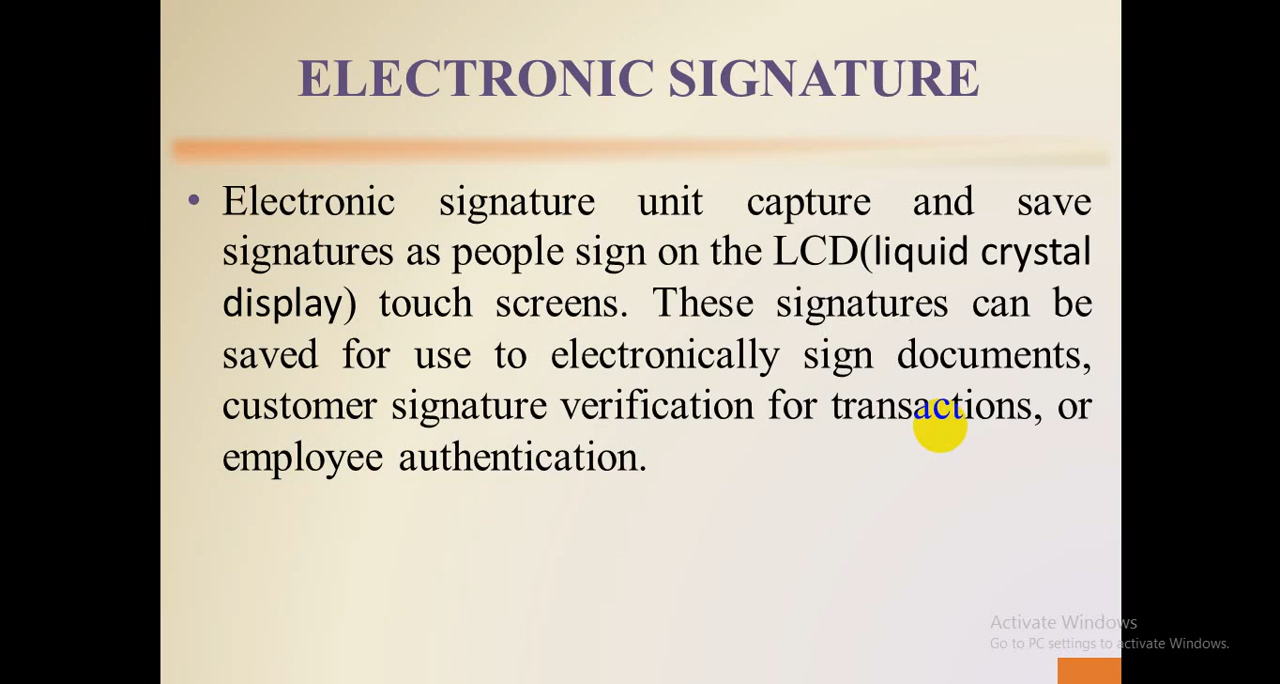 ELECTRONIC SIGNATURE
• Electronic signature unit capture and save
signatures as people sign on the LCD(liquid crystal
display) touch screens. These signatures can be
saved for use to electronically sign documents,
customer signature verification for transactions, or
employee authentication.
Activate Windows
Go to PC settings to activate Windows.